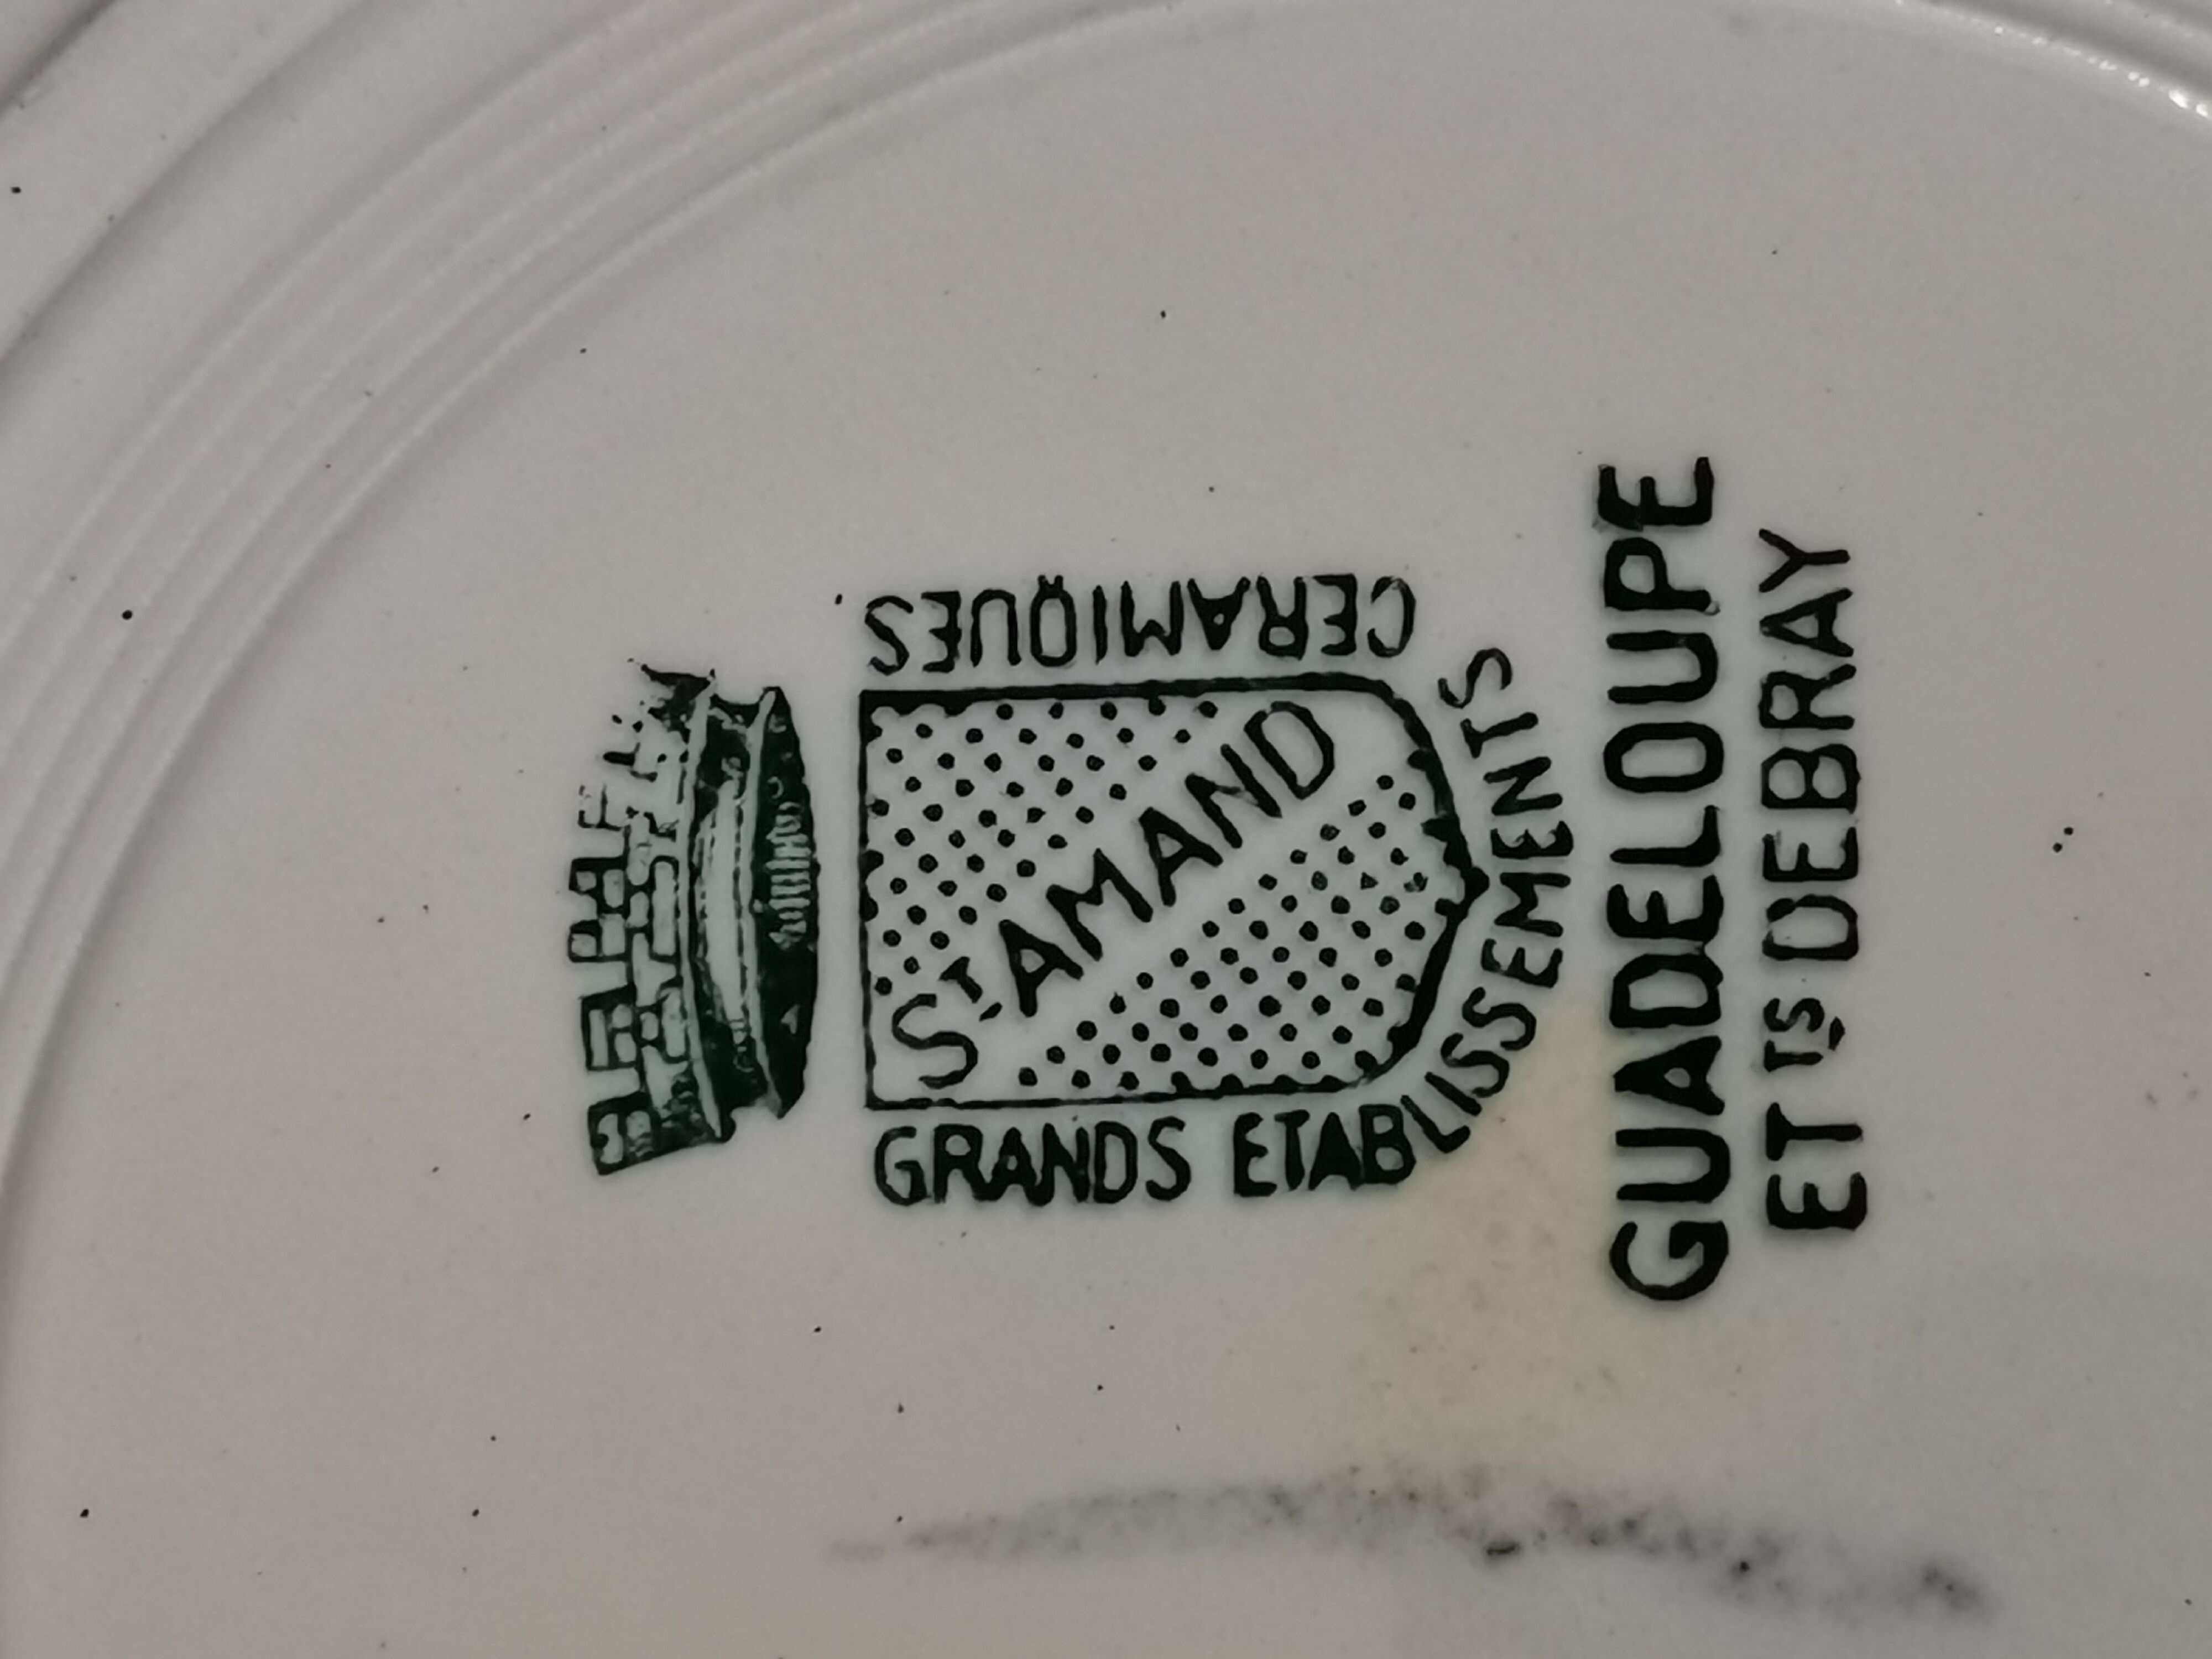 GRANDS ETABLISSEMENTS CERAMIQUES
ST AMAND
GUADELOUPE
ET TS DEBRAY